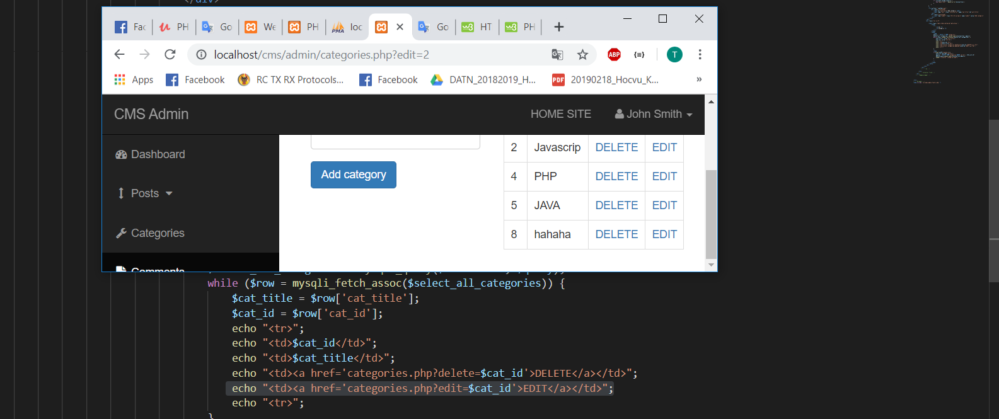 </div>
Fac PH Go We PH loc Go HT PH
localhost/cms/admin/categories.php?edit=2 ABP T
Apps Facebook RC TX RX Protocols... Facebook DATN_20182019_H... PDF 20190218_Hocvu_K... »
CMS Admin HOME SITE John Smith
Dashboard
2 Javascrip DELETE EDIT
Add category
4 PHP DELETE EDIT
Posts
5 JAVA DELETE EDIT
Categories
8 hahaha DELETE EDIT
Comments
while ($row = mysqli_fetch_assoc($select_all_categories)) {
$cat_title = $row['cat_title'];
$cat_id = $row['cat_id'];
echo "<tr>";
echo "<td>$cat_id</td>";
echo "<td>$cat_title</td>";
echo "<td><a href='categories.php?delete=$cat_id'>DELETE</a></td>";
echo "<td><a href='categories.php?edit=$cat_id'>EDIT</a></td>";
echo "<tr>";
}